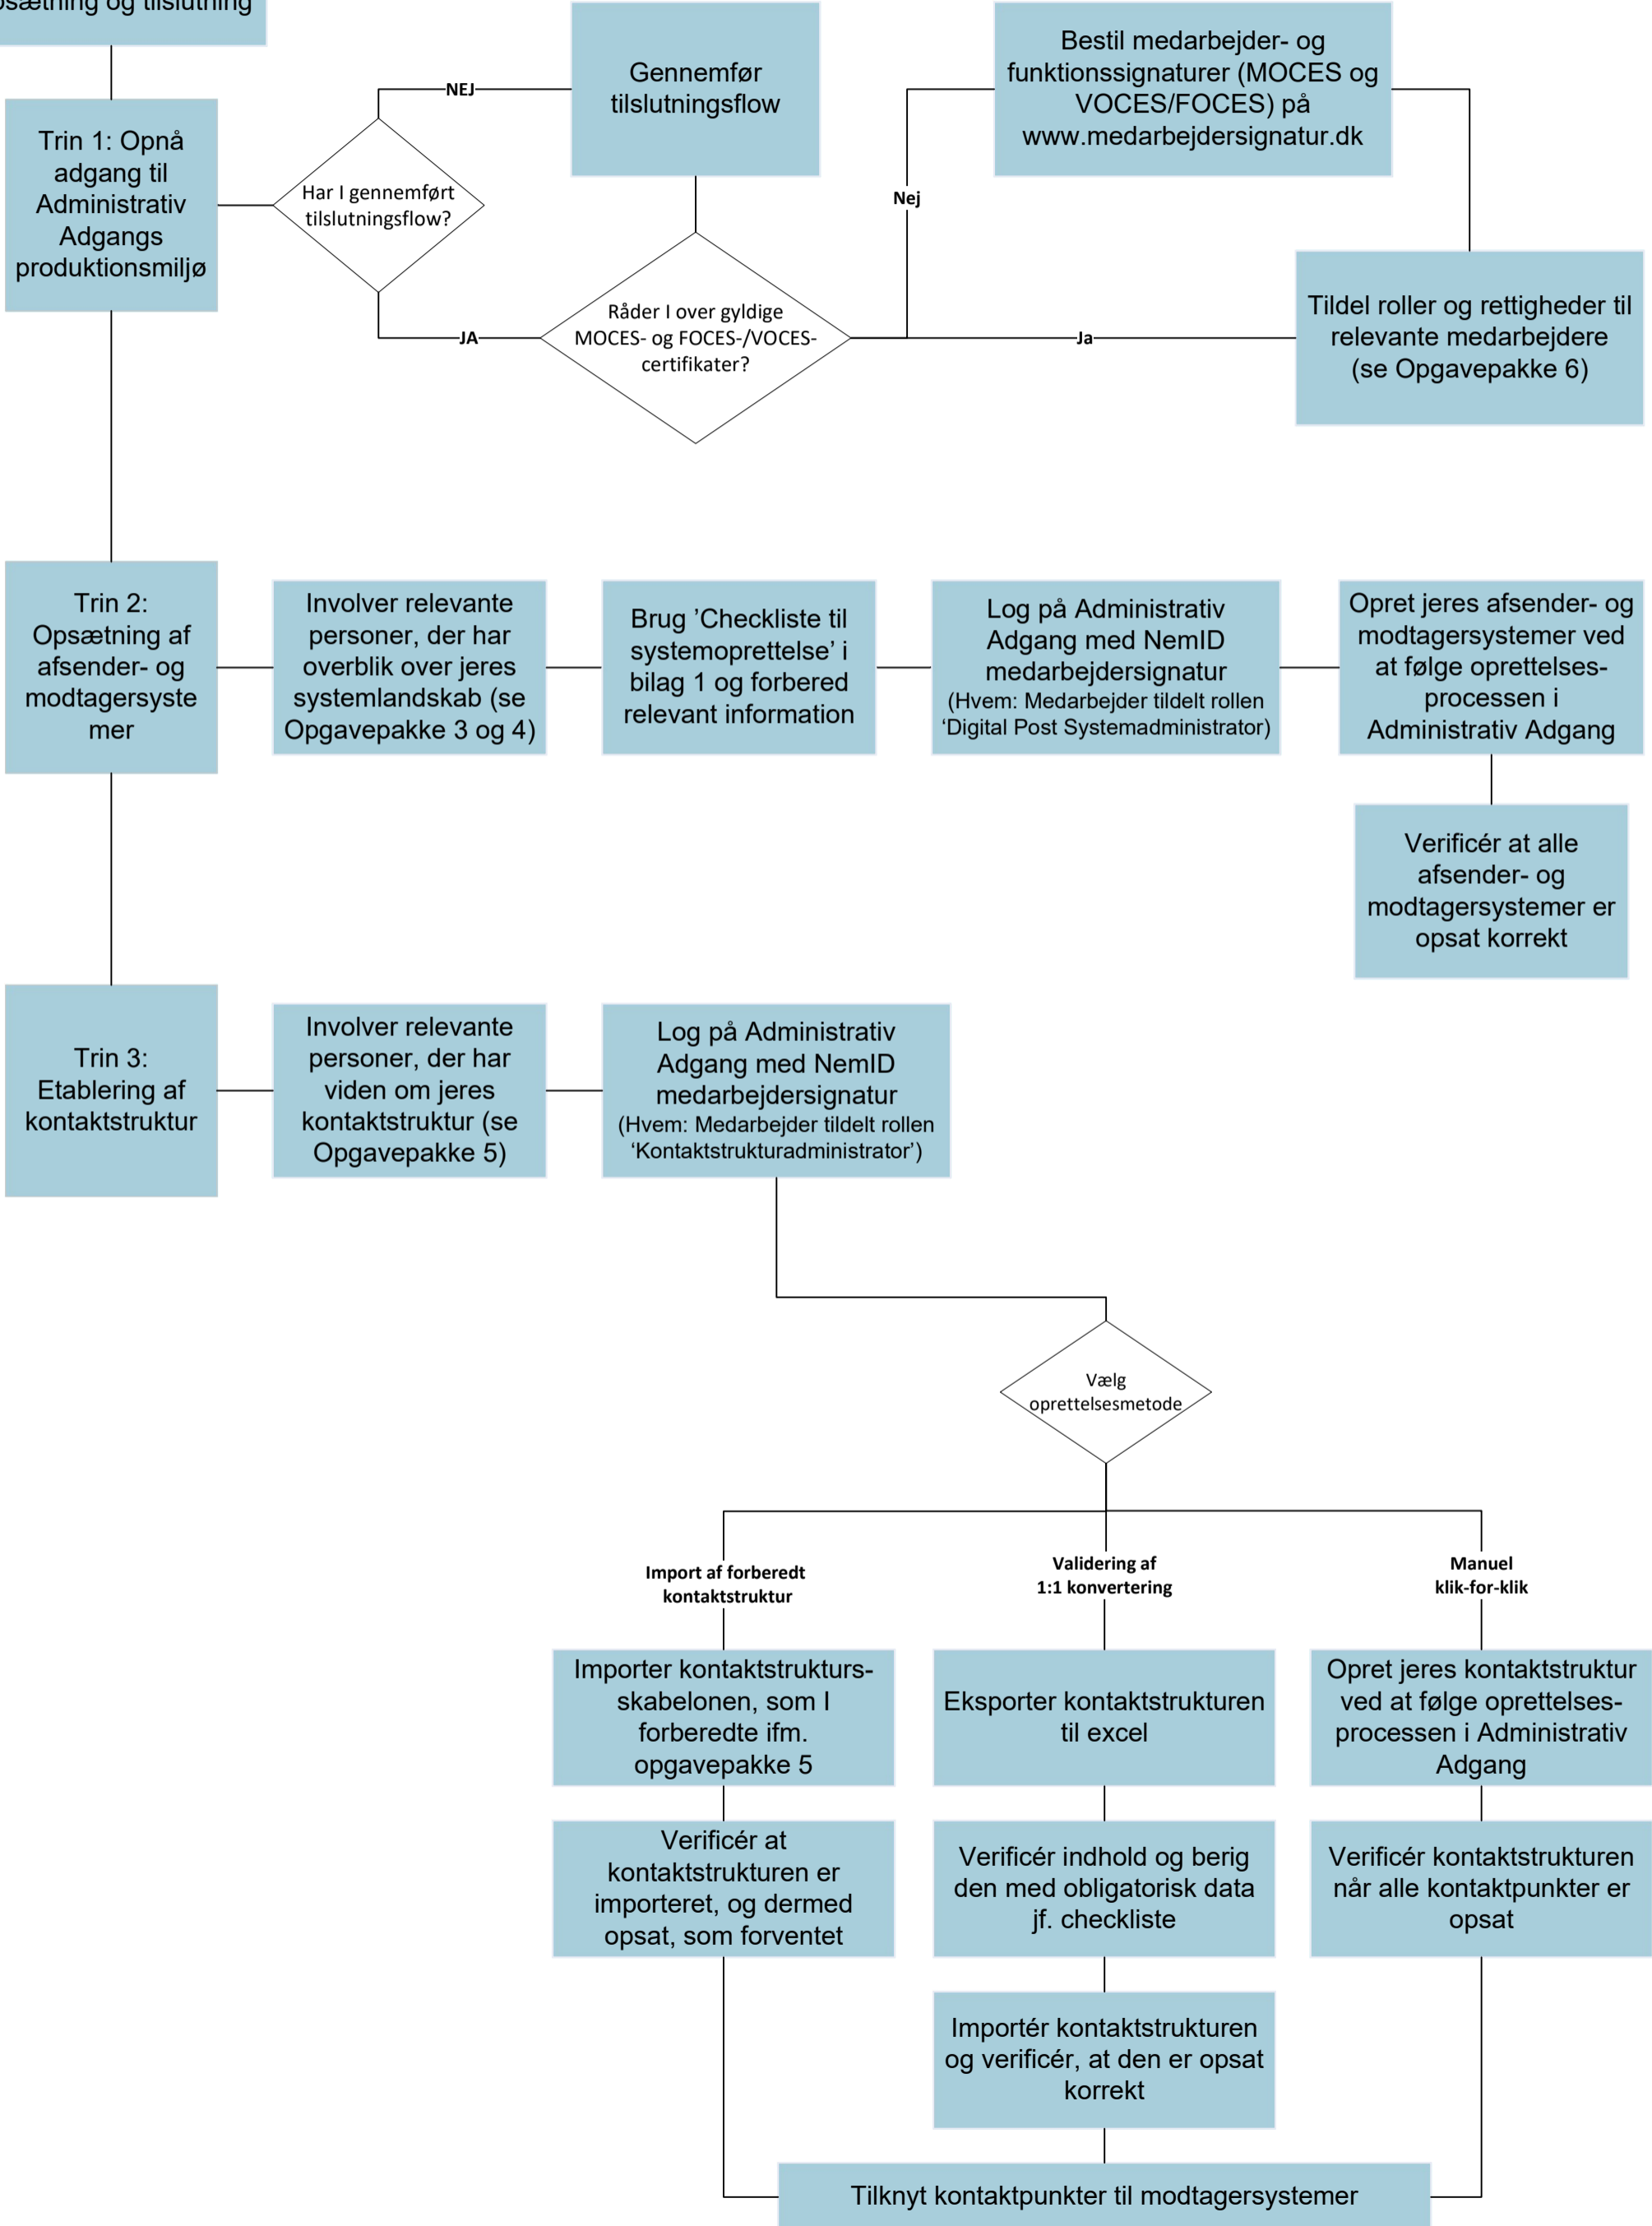 og tilslutning
Trin 1: Opnå
adgang til
Administrativ
Adgangs
produktionsmiljø
Har I gennemført
tilslutningsflow?
NEJ
JA
Gennemfør
tilslutningsflow
Råder I over gyldige
MOCES- og FOCES-/VOCES-
certifikater?
Nej
Ja
Bestil medarbejder- og
funktionssignaturer (MOCES og
VOCES/FOCES) på
www.medarbejdersignatur.dk
Tildel roller og rettigheder til
relevante medarbejdere
(se Opgavepakke 6)
Trin 2:
Opsætning af
afsender- og
modtagersyste
mer
Involver relevante
personer, der har
overblik over jeres
systemlandskab (se
Opgavepakke 3 og 4)
Brug ’Checkliste til
systemoprettelse’ i
bilag 1 og forbered
relevant information
Log på Administrativ
Adgang med NemID
medarbejdersignatur
(Hvem: Medarbejder tildelt rollen
‘Digital Post Systemadministrator)
Opret jeres afsender- og
modtagersystemer ved
at følge oprettelses-
processen i
Administrativ Adgang
Verificér at alle
afsender- og
modtagersystemer er
opsat korrekt
Trin 3:
Etablering af
kontaktstruktur
Involver relevante
personer, der har
viden om jeres
kontaktstruktur (se
Opgavepakke 5)
Log på Administrativ
Adgang med NemID
medarbejdersignatur
(Hvem: Medarbejder tildelt rollen
‘Kontaktstrukturadministrator’)
Vælg
oprettelsesmetode
Import af forberedt
kontaktstruktur
Validering af
1:1 konvertering
Manuel
klik-for-klik
Importer kontaktstrukturs-
skabelonen, som I
forberedte ifm.
opgavepakke 5
Eksporter kontaktstrukturen
til excel
Opret jeres kontaktstruktur
ved at følge oprettelses-
processen i Administrativ
Adgang
Verificér at
kontaktstrukturen er
importeret, og dermed
opsat, som forventet
Verificér indhold og berig
den med obligatorisk data
jf. checkliste
Verificér kontaktstrukturen
når alle kontaktpunkter er
opsat
Importér kontaktstrukturen
og verificér, at den er opsat
korrekt
Tilknyt kontaktpunkter til modtagersystemer